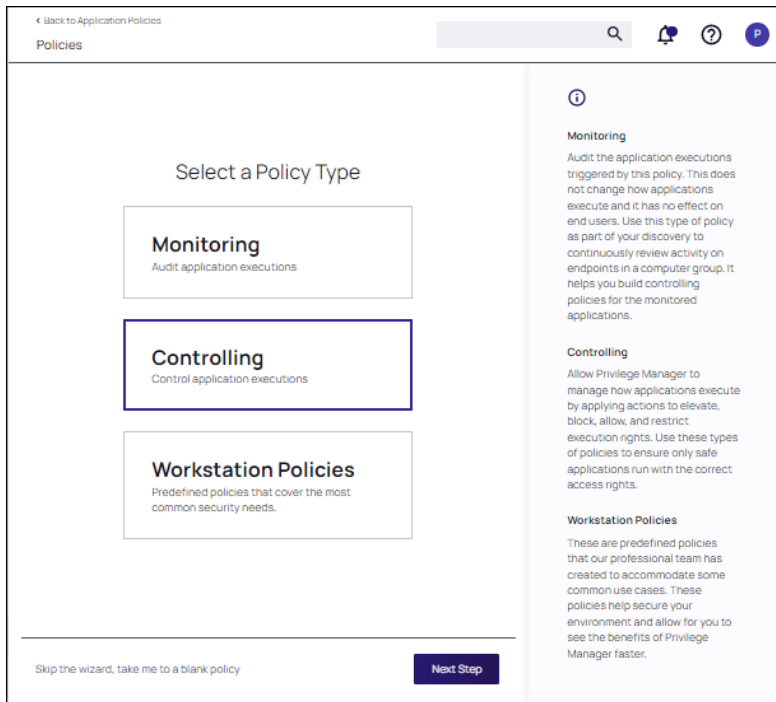 Back to Application Policies
Policies
P
Select a Policy Type
Monitoring
Audit application executions
Controlling
Control application executions
Workstation Policies
Predefined policies that cover the most
common security needs.
Skip the wizard, take me to a blank policy
Next Step
Monitoring
Audit the application executions
triggered by this policy. This does
not change how applications
execute and it has no effect on
end users. Use this type of policy
as part of your discovery to
continuously review activity on
endpoints in a computer group. It
helps you build controlling
policies for the monitored
applications.
Controlling
Allow Privilege Manager to
manage how applications execute
by applying actions to elevate,
block, allow, and restrict
execution rights. Use these types
of policies to ensure only safe
applications run with the correct
access rights.
Workstation Policies
These are predefined policies
that our professional team has
created to accommodate some
common use cases. These
policies help secure your
environment and allow for you to
see the benefits of Privilege
Manager faster.